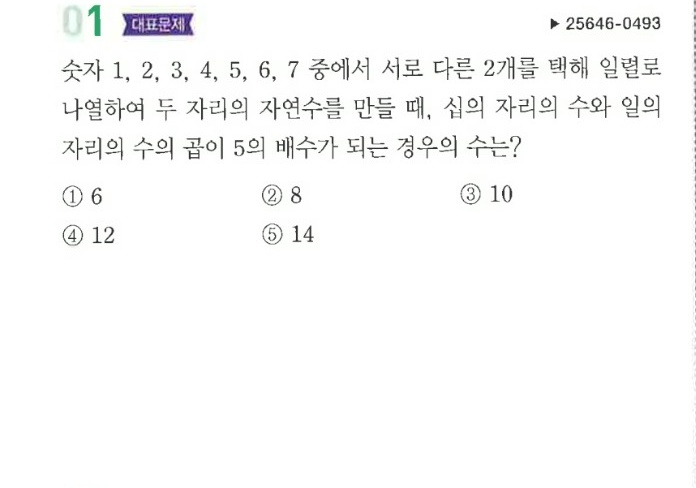 01 대표문제 ▶ 25646-0493
숫자 1, 2, 3, 4, 5, 6, 7 중에서 서로 다른 2개를 택해 일렬로
나열하여 두 자리의 자연수를 만들 때, 십의 자리의 수와 일의
자리의 수의 곱이 5의 배수가 되는 경우의 수는?
① 6 ② 8 ③ 10
④ 12 ⑤ 14